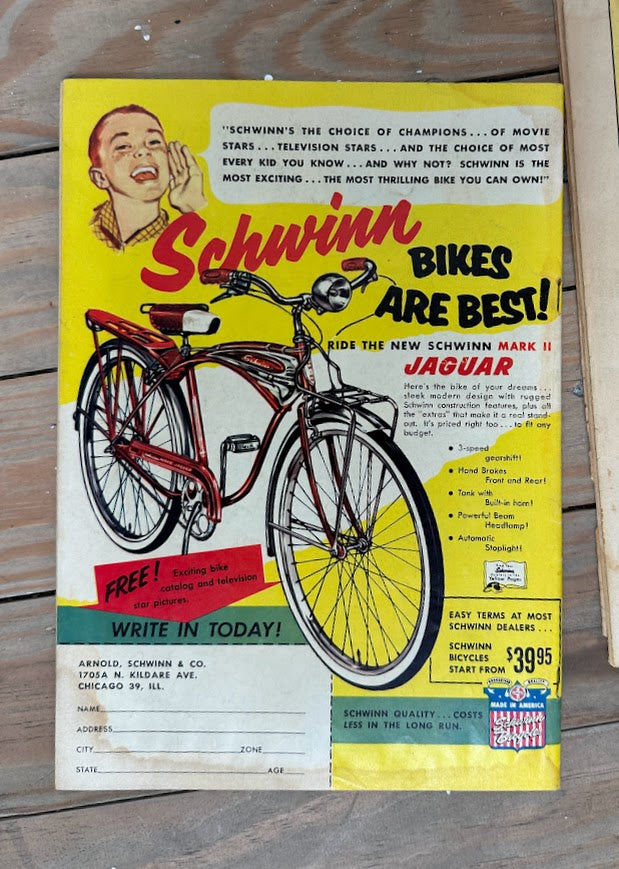 "SCHWINN'S THE CHOICE OF CHAMPIONS...OF MOVIE
STARS...TELEVISION STARS...AND THE CHOICE OF MOST
EVERY KID YOU KNOW...AND WHY NOT? SCHWINN IS THE
MOST EXCITING...THE MOST THRILLING BIKE YOU CAN OWN!"
Schwinn
BIKES
ARE BEST!
RIDE THE NEW SCHWINN MARK II
JAGUAR
Here's the bike of your dreams...
sleek modern design with rugged
Schwinn construction features, plus all
the "extras" that make it a real stand-
out. It's priced right too...to fit any
budget.
• 3-speed
gearshift!
• Hand Brakes
Front and Rear!
• Tank with
Built-in horn!
• Powerful Beam
Headlamp!
• Automatic
Stoplight!
Schwinn
Yellow Pages
FREE! Exciting bike
catalog and television
star pictures.
WRITE IN TODAY!
EASY TERMS AT MOST
SCHWINN DEALERS...
SCHWINN
BICYCLES
START FROM $39.95
ARNOLD, SCHWINN & CO.
1705A N. KILDARE AVE.
CHICAGO 39, ILL.
NAME
ADDRESS
CITY ZONE
STATE AGE
SCHWINN QUALITY...COSTS
LESS IN THE LONG RUN.
MADE IN AMERICA
Schwinn
Bicycles